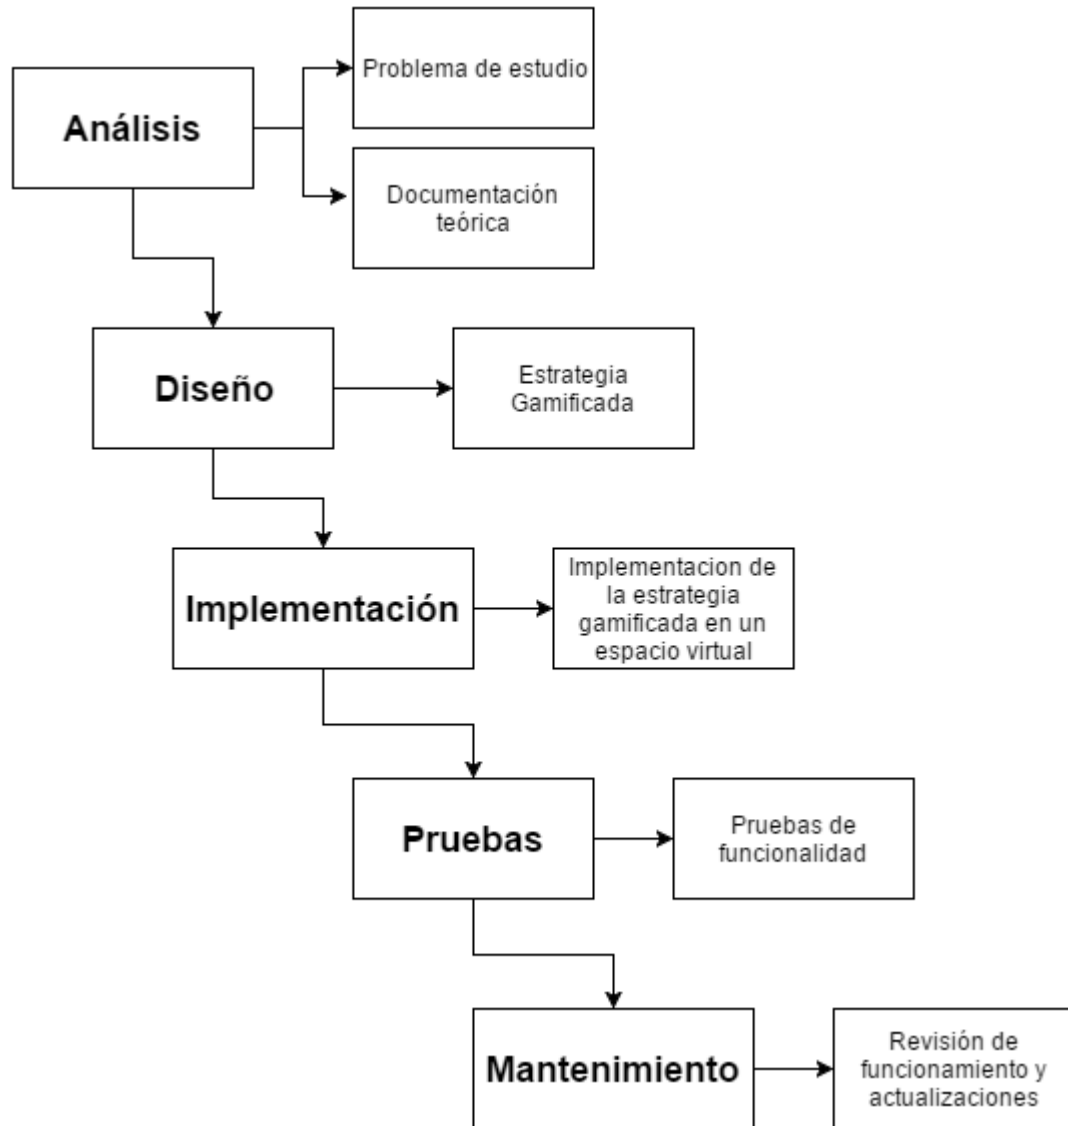 Análisis
Problema de estudio
Documentación
teórica
Diseño
Estrategia
Gamificada
Implementación
Implementacion de
la estrategia
gamificada en un
espacio virtual
Pruebas
Pruebas de
funcionalidad
Mantenimiento
Revisión de
funcionamiento y
actualizaciones